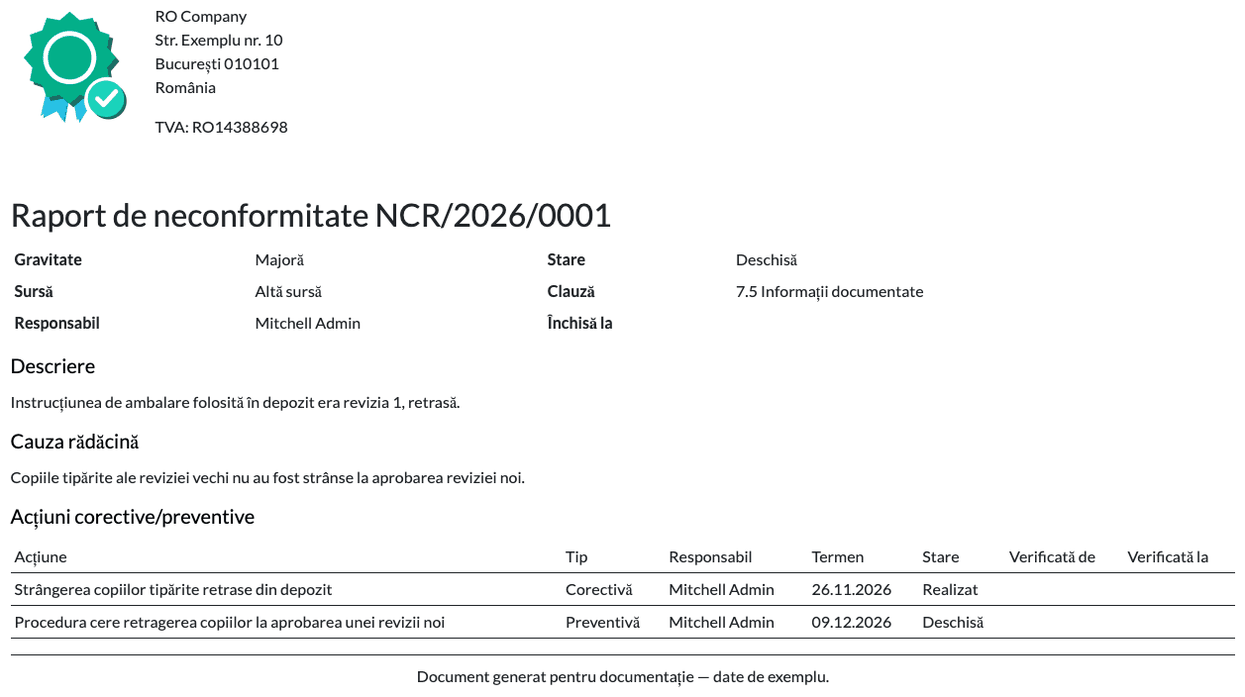 RO Company
Str. Exemplu nr. 10
București 010101
România
TVA: RO14388698
Raport de neconformitate NCR/2026/0001
Gravitate Majoră Stare Deschisă
Sursă Altă sursă Clauză 7.5 Informații documentate
Responsabil Mitchell Admin Închisă la
Descriere
Instrucțiunea de ambalare folosită în depozit era revizia 1, retrasă.
Cauza rădăcină
Copiile tipărite ale reviziei vechi nu au fost strânse la aprobarea reviziei noi.
Acțiuni corective/preventive
Acțiune Tip Responsabil Termen Stare Verificată de Verificată la
Strângerea copiilor tipărite retrase din depozit Corectivă Mitchell Admin 26.11.2026 Realizat
Procedura cere retragerea copiilor la aprobarea unei revizii noi Preventivă Mitchell Admin 09.12.2026 Deschisă
Document generat pentru documentație — date de exemplu.